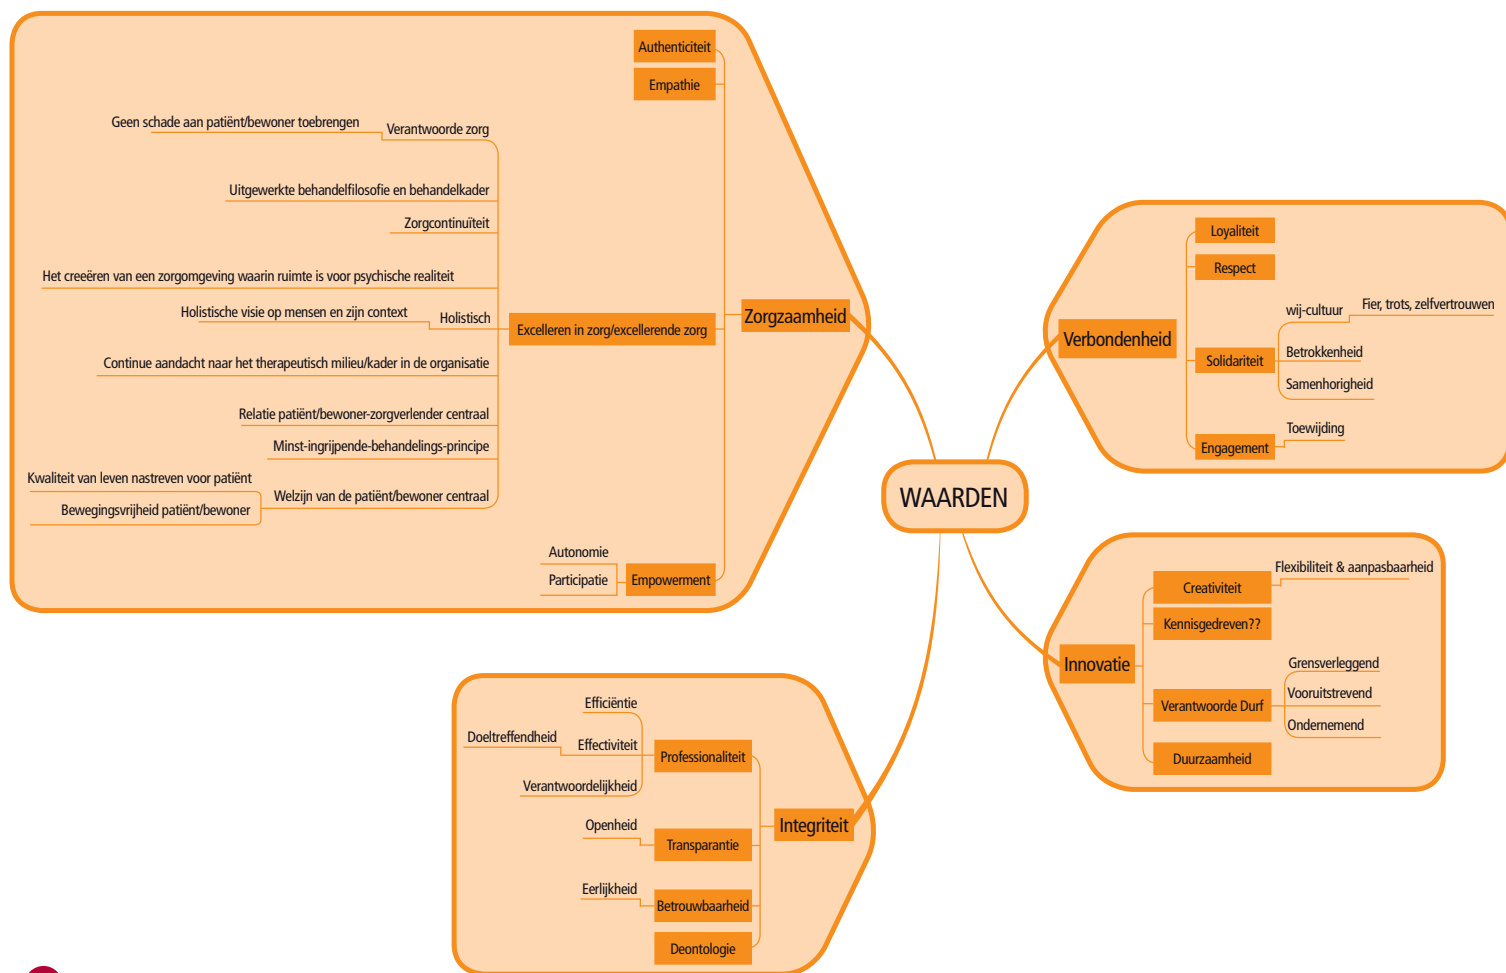 Authenticiteit
Empathie
Geen schade aan patiënt/bewoner toebrengen
Verantwoorde zorg
Uitgewerkte behandelfilosofie en behandelkader
Zorgcontinuïteit
Het creeëren van een zorgomgeving waarin ruimte is voor psychische realiteit
Holistische visie op mensen en zijn context
Holistisch
Excelleren in zorg/excellerende zorg
Zorgzaamheid
Continue aandacht naar het therapeutisch milieu/kader in de organisatie
Relatie patiënt/bewoner-zorgverlender centraal
Minst-ingrijpende-behandelings-principe
Kwaliteit van leven nastreven voor patiënt
Welzijn van de patiënt/bewoner centraal
Bewegingsvrijheid patiënt/bewoner
Autonomie
Participatie
Empowerment
Loyaliteit
Respect
wij-cultuur
Fier, trots, zelfvertrouwen
Verbondenheid
Solidariteit
Betrokkenheid
Samenhorigheid
Engagement
Toewijding
WAARDEN
Flexibiliteit & aanpasbaarheid
Creativiteit
Kennisgedreven??
Innovatie
Grensverleggend
Verantwoorde Durf
Vooruitstrevend
Ondernemend
Duurzaamheid
Efficiëntie
Doeltreffendheid
Effectiviteit
Professionaliteit
Verantwoordelijkheid
Integriteit
Openheid
Transparantie
Eerlijkheid
Betrouwbaarheid
Deontologie